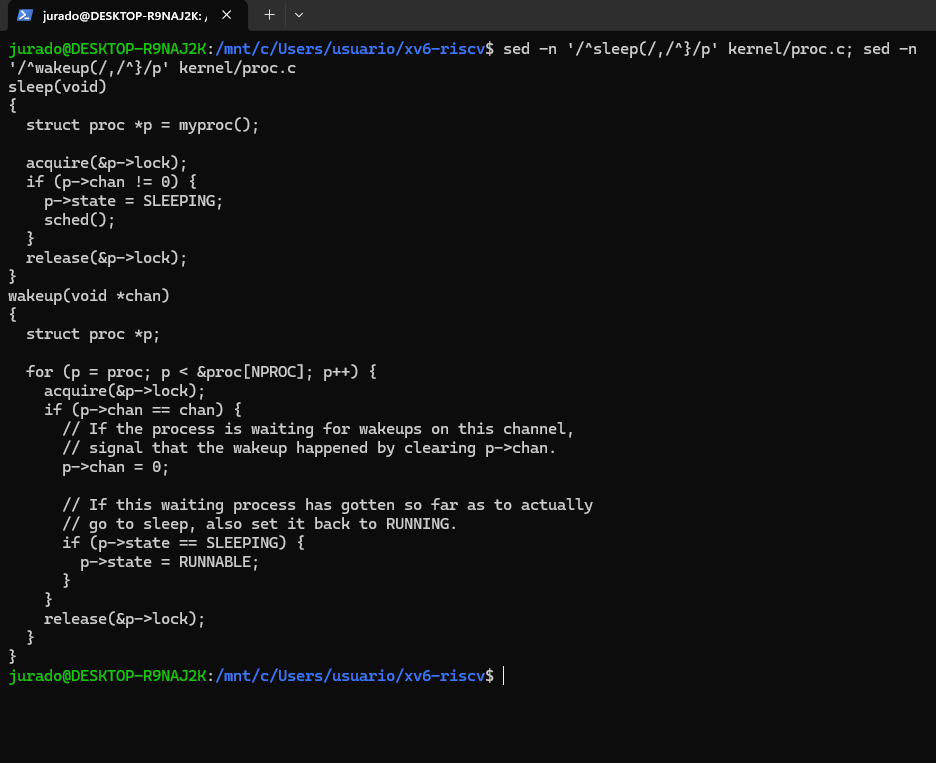 jurado@DESKTOP-R9NAJ2K: /
jurado@DESKTOP-R9NAJ2K:/mnt/c/Users/usuario/xv6-riscv$ sed -n '/^sleep(/,/^}/p' kernel/proc.c; sed -n
'/^wakeup(/,/^}/p' kernel/proc.c
sleep(void)
{
  struct proc *p = myproc();

  acquire(&p->lock);
  if (p->chan != 0) {
    p->state = SLEEPING;
    sched();
  }
  release(&p->lock);
}
wakeup(void *chan)
{
  struct proc *p;

  for (p = proc; p < &proc[NPROC]; p++) {
    acquire(&p->lock);
    if (p->chan == chan) {
      // If the process is waiting for wakeups on this channel,
      // signal that the wakeup happened by clearing p->chan.
      p->chan = 0;

      // If this waiting process has gotten so far as to actually
      // go to sleep, also set it back to RUNNING.
      if (p->state == SLEEPING) {
        p->state = RUNNABLE;
      }
    }
    release(&p->lock);
  }
}
jurado@DESKTOP-R9NAJ2K:/mnt/c/Users/usuario/xv6-riscv$